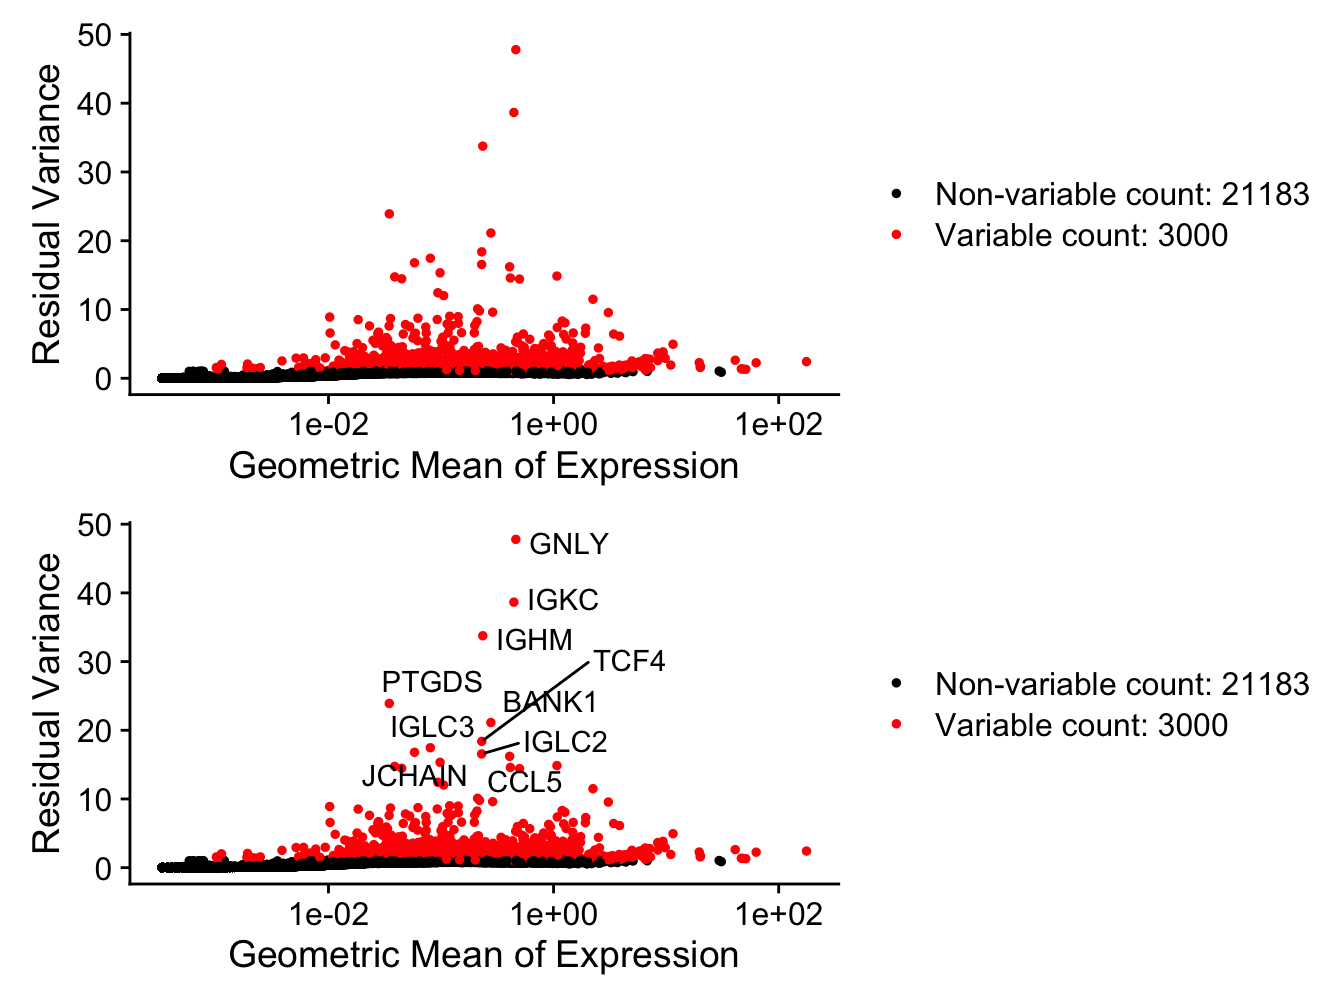 50
40
30
20
10
0
Residual Variance
1e-02 1e+00 1e+02
Geometric Mean of Expression
Non-variable count: 21183
Variable count: 3000
50
40
30
20
10
0
Residual Variance
GNLY
IGKC
IGHM
TCF4
PTGDS
BANK1
IGLC3
IGLC2
JCHAIN
CCL5
1e-02 1e+00 1e+02
Geometric Mean of Expression
Non-variable count: 21183
Variable count: 3000